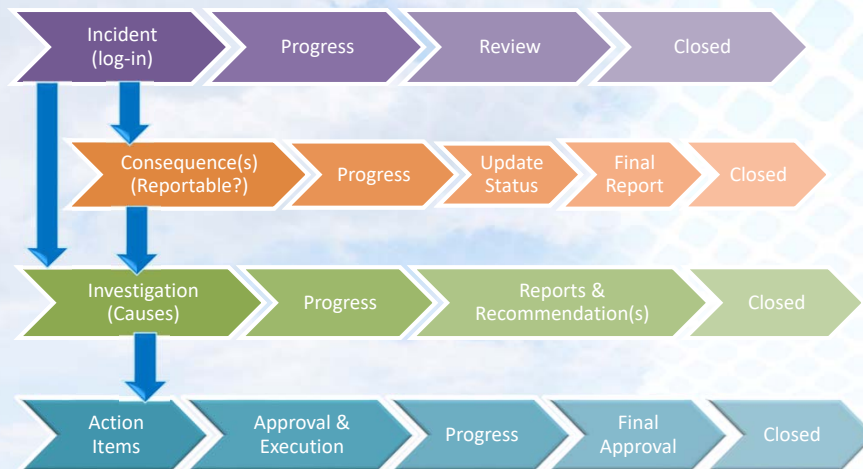 Incident
(log-in)
Progress
Review
Closed
Consequence(s)
(Reportable?)
Progress
Update
Status
Final
Report
Closed
Investigation
(Causes)
Progress
Reports &
Recommendation(s)
Closed
Action
Items
Approval &
Execution
Progress
Final
Approval
Closed